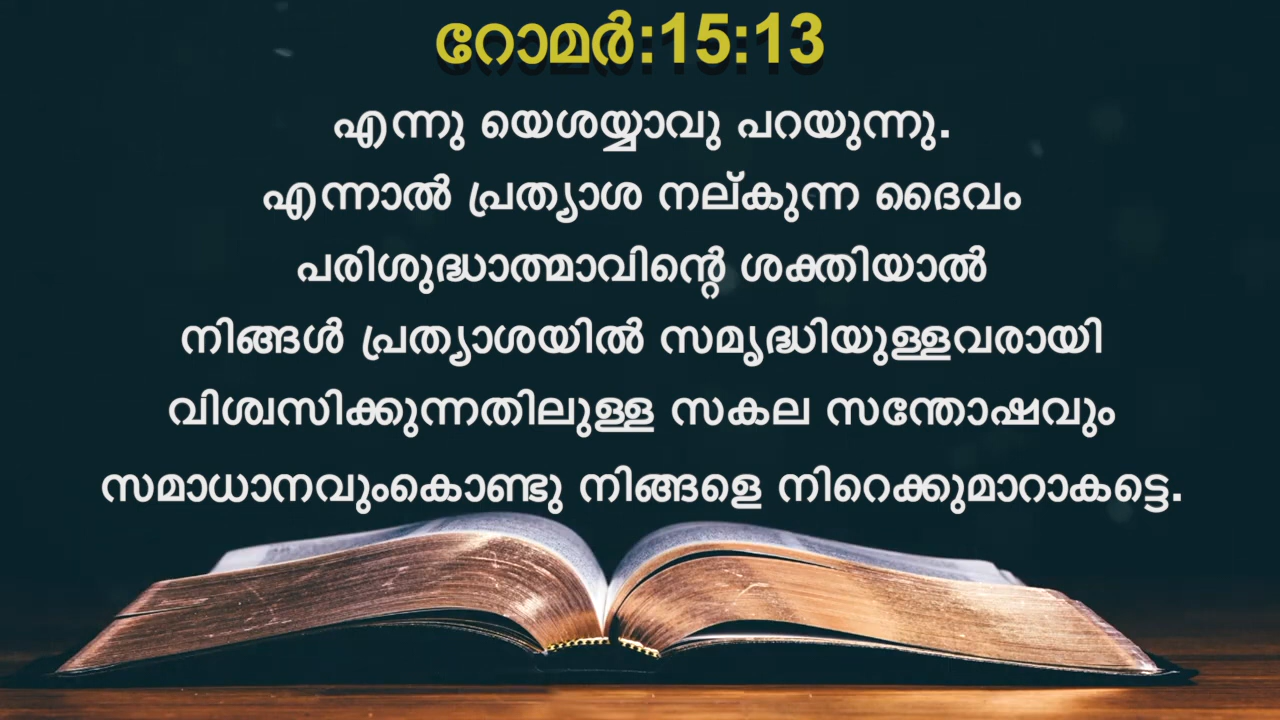 റോമർ:15:13
എന്നു യെശയ്യാവു പറയുന്നു.
എന്നാൽ പ്രത്യാശ നല്കുന്ന ദൈവം
പരിശുദ്ധാത്മാവിന്റെ ശക്തിയാൽ
നിങ്ങൾ പ്രത്യാശയിൽ സമൃദ്ധിയുള്ളവരായി
വിശ്വസിക്കുന്നതിലുള്ള സകല സന്തോഷവും
സമാധാനവുംകൊണ്ടു നിങ്ങളെ നിറെക്കുമാറാകട്ടെ.